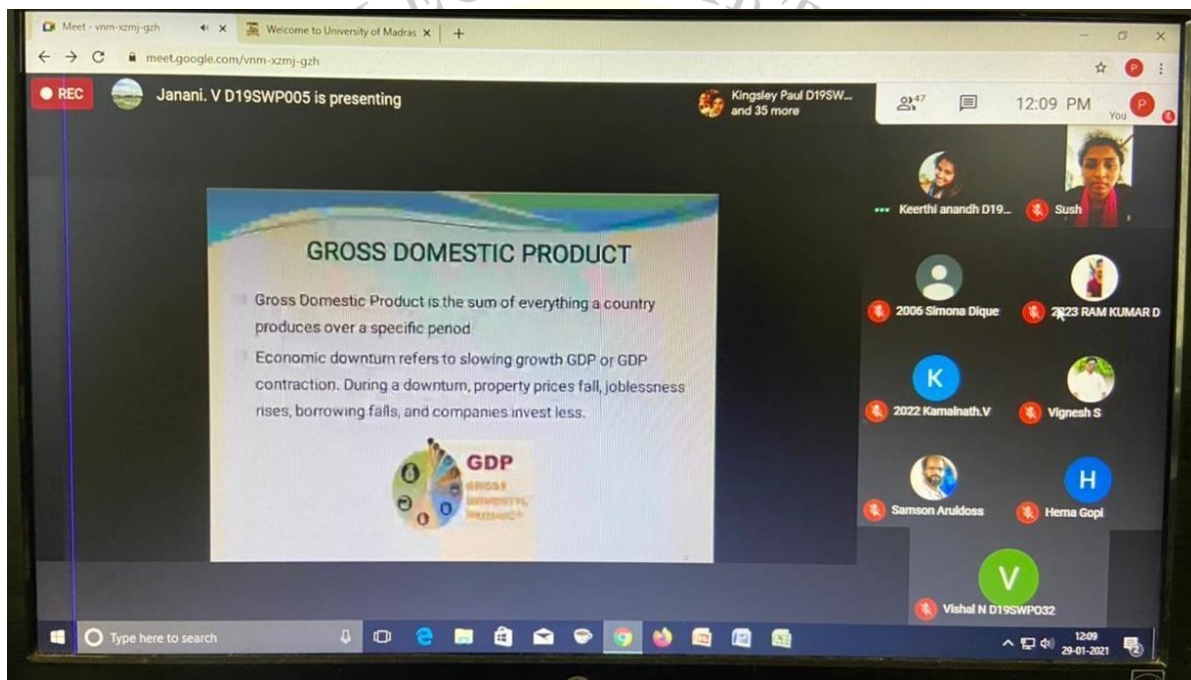 Meet - vnm-xzmj-gzh
Welcome to University of Madras
meet.google.com/vnm-xzmj-gzh
REC
Janani. V D19SWP005 is presenting
Kingsley Paul D19SW...
and 35 more
47
12:09 PM
You
P
P
Keerthi anandh D19...
Sush
GROSS DOMESTIC PRODUCT
Gross Domestic Product is the sum of everything a country
produces over a specific period.
Economic downturn refers to slowing growth GDP or GDP
contraction. During a downturn, property prices fall, joblessness
rises, borrowing falls, and companies invest less.
GDP
GROSS
DOMESTIC
PRODUCT
2006 Simona Dique
2023 RAM KUMAR D
K
2022 Kamalnath.V
Vignesh S
Samson Aruldoss
H
Hema Gopi
V
Vishal N D19SWPO32
Type here to search
12:09
29-01-2021
2